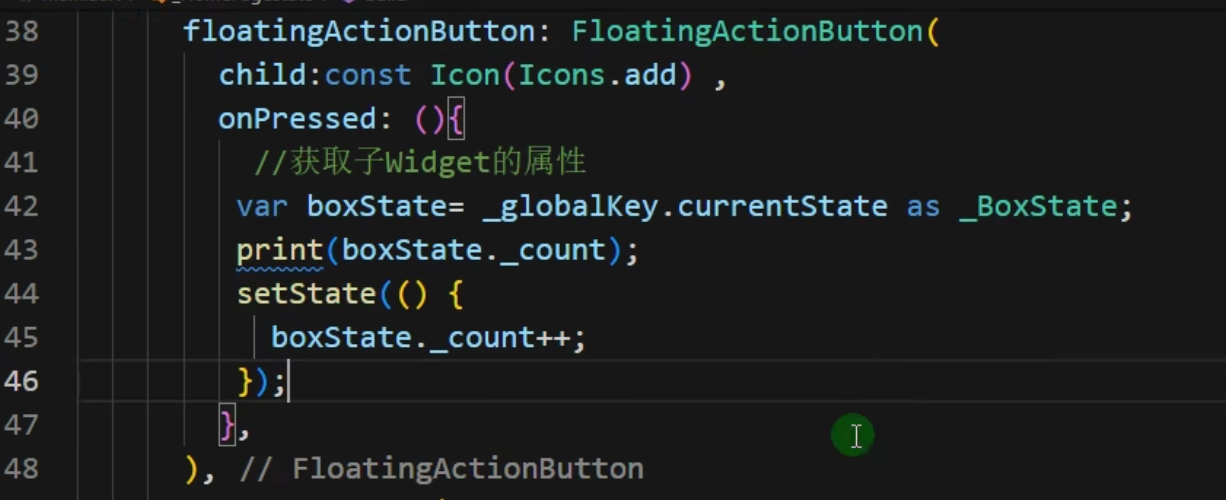 38 floatingActionButton: FloatingActionButton(
39 child:const Icon(Icons.add) ,
40 onPressed: (){
41 //获取子Widget的属性
42 var boxState= _globalKey.currentState as _BoxState;
43 print(boxState._count);
44 setState(() {
45 boxState._count++;
46 });
47 },
48 ), // FloatingActionButton